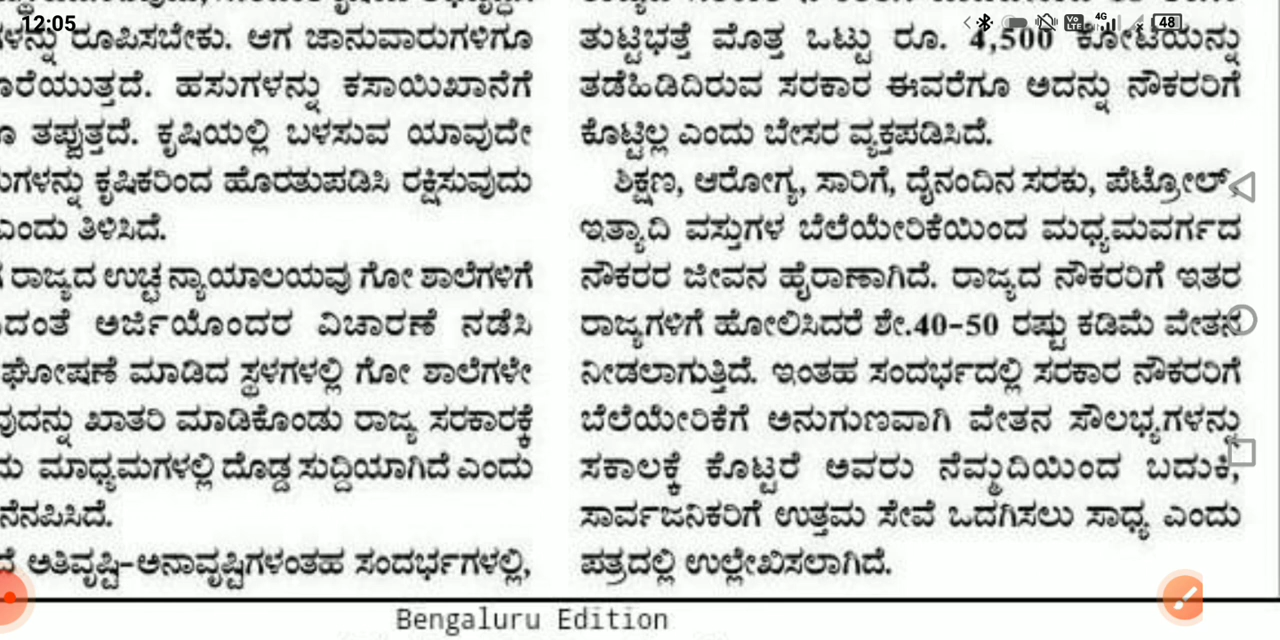 12:05
4G
48
ರೂಪಿಸಬೇಕು. ಆಗ ಜಾನುವಾರುಗಳಿಗೂ
ಹಸುಗಳನ್ನು ಕಸಾಯಿಖಾನೆಗೆ
ತಪ್ಪುತ್ತದೆ. ಕೃಷಿಯಲ್ಲಿ ಬಳಸುವ ಯಾವುದೇ
ಕೃಷಿಕರಿಂದ ಹೊರತುಪಡಿಸಿ ರಕ್ಷಿಸುವುದು
ಎಂದು ತಿಳಿಸಿದೆ.
ರಾಜ್ಯದ ಉಚ್ಚ ನ್ಯಾಯಾಲಯವು ಗೋ ಶಾಲೆಗಳಿಗೆ
ಅರ್ಜಿಯೊಂದರ ವಿಚಾರಣೆ ನಡೆಸಿ
ಘೋಷಣೆ ಮಾಡಿದ ಸ್ಥಳಗಳಲ್ಲಿ ಗೋ ಶಾಲೆಗಳೇ
ಖಾತರಿ ಮಾಡಿಕೊಂಡು ರಾಜ್ಯ ಸರಕಾರಕ್ಕೆ
ಮಾಧ್ಯಮಗಳಲ್ಲಿ ದೊಡ್ಡ ಸುದ್ದಿಯಾಗಿದೆ ಎಂದು
ನೆನಪಿಸಿದೆ.
ಅತಿವೃಷ್ಟಿ-ಅನಾವೃಷ್ಟಿಗಳಂತಹ ಸಂದರ್ಭಗಳಲ್ಲಿ,
ತುಟ್ಟಿಭತ್ತೆ ಮೊತ್ತ ಒಟ್ಟು ರೂ. 4,500 ಕೋಟಿಯನ್ನು
ತಡೆಹಿಡಿದಿರುವ ಸರಕಾರ ಈವರೆಗೂ ಅದನ್ನು ನೌಕರರಿಗೆ
ಕೊಟ್ಟಿಲ್ಲ ಎಂದು ಬೇಸರ ವ್ಯಕ್ತಪಡಿಸಿದೆ.
ಶಿಕ್ಷಣ, ಆರೋಗ್ಯ, ಸಾರಿಗೆ, ದೈನಂದಿನ ಸರಕು, ಪೆಟ್ರೋಲ್
ಇತ್ಯಾದಿ ವಸ್ತುಗಳ ಬೆಲೆಯೇರಿಕೆಯಿಂದ ಮಧ್ಯಮವರ್ಗದ
ನೌಕರರ ಜೀವನ ಹೈರಾಣಾಗಿದೆ. ರಾಜ್ಯದ ನೌಕರರಿಗೆ ಇತರ
ರಾಜ್ಯಗಳಿಗೆ ಹೋಲಿಸಿದರೆ ಶೇ.40-50 ರಷ್ಟು ಕಡಿಮೆ ವೇತನ
ನೀಡಲಾಗುತ್ತಿದೆ. ಇಂತಹ ಸಂದರ್ಭದಲ್ಲಿ ಸರಕಾರ ನೌಕರರಿಗೆ
ಬೆಲೆಯೇರಿಕೆಗೆ ಅನುಗುಣವಾಗಿ ವೇತನ ಸೌಲಭ್ಯಗಳನ್ನು
ಸಕಾಲಕ್ಕೆ ಕೊಟ್ಟರೆ ಅವರು ನೆಮ್ಮದಿಯಿಂದ ಬದುಕಿ,
ಸಾರ್ವಜನಿಕರಿಗೆ ಉತ್ತಮ ಸೇವೆ ಒದಗಿಸಲು ಸಾಧ್ಯ ಎಂದು
ಪತ್ರದಲ್ಲಿ ಉಲ್ಲೇಖಿಸಲಾಗಿದೆ.
Bengaluru Edition